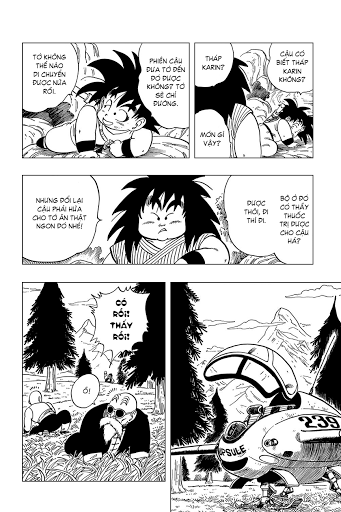 CẬU CÓ
BIẾT THÁP
KARIN
KHÔNG?
THÁP
KARIN?
MÓN GÌ
VẬY?
PHIỀN CẬU
ĐƯA TỚ ĐẾN
ĐÓ ĐƯỢC
KHÔNG? TỚ
SẼ CHỈ
ĐƯỜNG.
TỚ KHÔNG
THỂ NÀO
DI CHUYỂN
ĐƯỢC NỮA
RỒI.
BỘ Ở ĐÓ
CÓ THẦY
THUỐC
TRỊ ĐƯỢC
CHO CẬU
HẢ?
ĐƯỢC
THÔI, ĐI
THÌ ĐI.
NHƯNG ĐỔI LẠI
CẬU PHẢI HỨA
CHO TỚ ĂN THẬT
NGON ĐÓ NHÉ!
239
PSULE
CÓ
RỒI!
THẤY
RỒI!
Ồ!